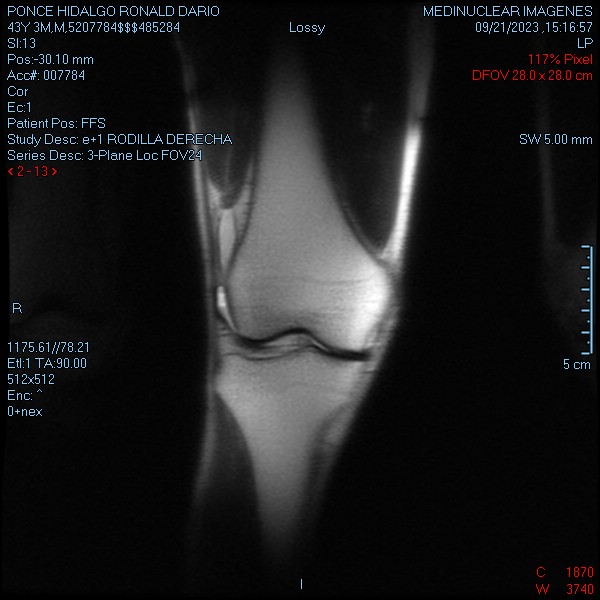 PONCE HIDALGO RONALD DARIO
43Y 3M,M,5207784$$$485284
SI:13
Pos:-30.10 mm
Acc#: 007784
Cor
Ec:1
Patient Pos: FFS
Study Desc: e+1 RODILLA DERECHA
Series Desc: 3-Plane Loc FOV24
< 2 - 13 >
Lossy
MEDINUCLEAR IMAGENES
09/21/2023 ,15:16:57
LP
117% Pixel
DFOV 28.0 x 28.0 cm
SW 5.00 mm
R
5 cm
1175.61//78.21
Etl:1 TA:90.00
512x512
Enc: ^
0+nex
I
C 1870
W 3740